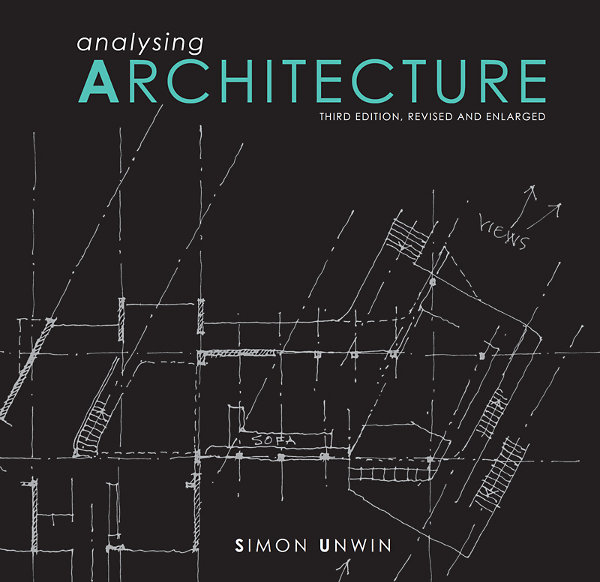 analysing
ARCHITECTURE
THIRD EDITION, REVISED AND ENLARGED
VIEWS
SOFA
SIMON UNWIN